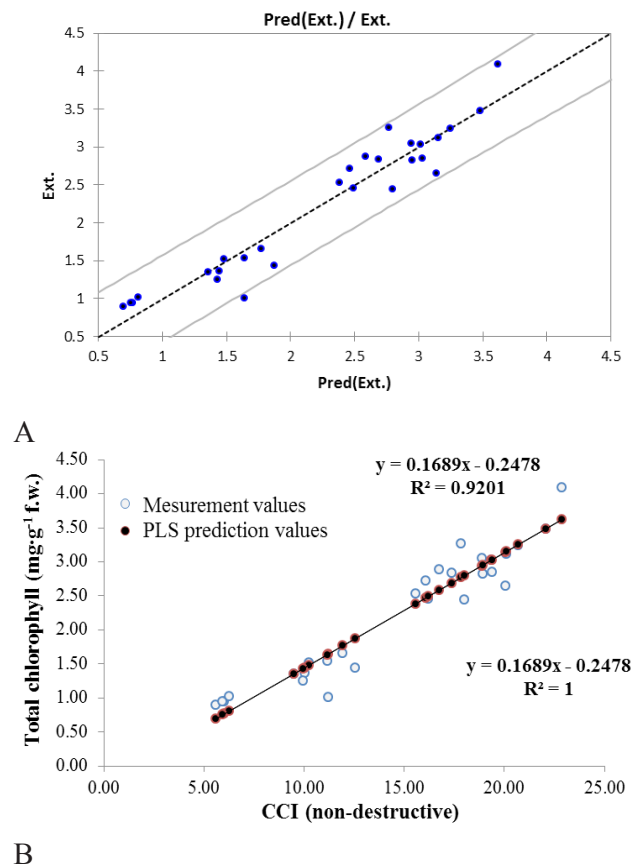 Pred(Ext.) / Ext.
4.5
4
3.5
3
2.5
2
1.5
1
0.5
Ext.
0.5 1 1.5 2 2.5 3 3.5 4 4.5
Pred(Ext.)
A
y = 0.1689x - 0.2478
R² = 0.9201
Mesurement values
PLS prediction values
4.50
4.00
3.50
3.00
2.50
2.00
1.50
1.00
0.50
0.00
Total chlorophyll (mg·g⁻¹ f.w.)
y = 0.1689x - 0.2478
R² = 1
0.00 5.00 10.00 15.00 20.00 25.00
CCI (non-destructive)
B